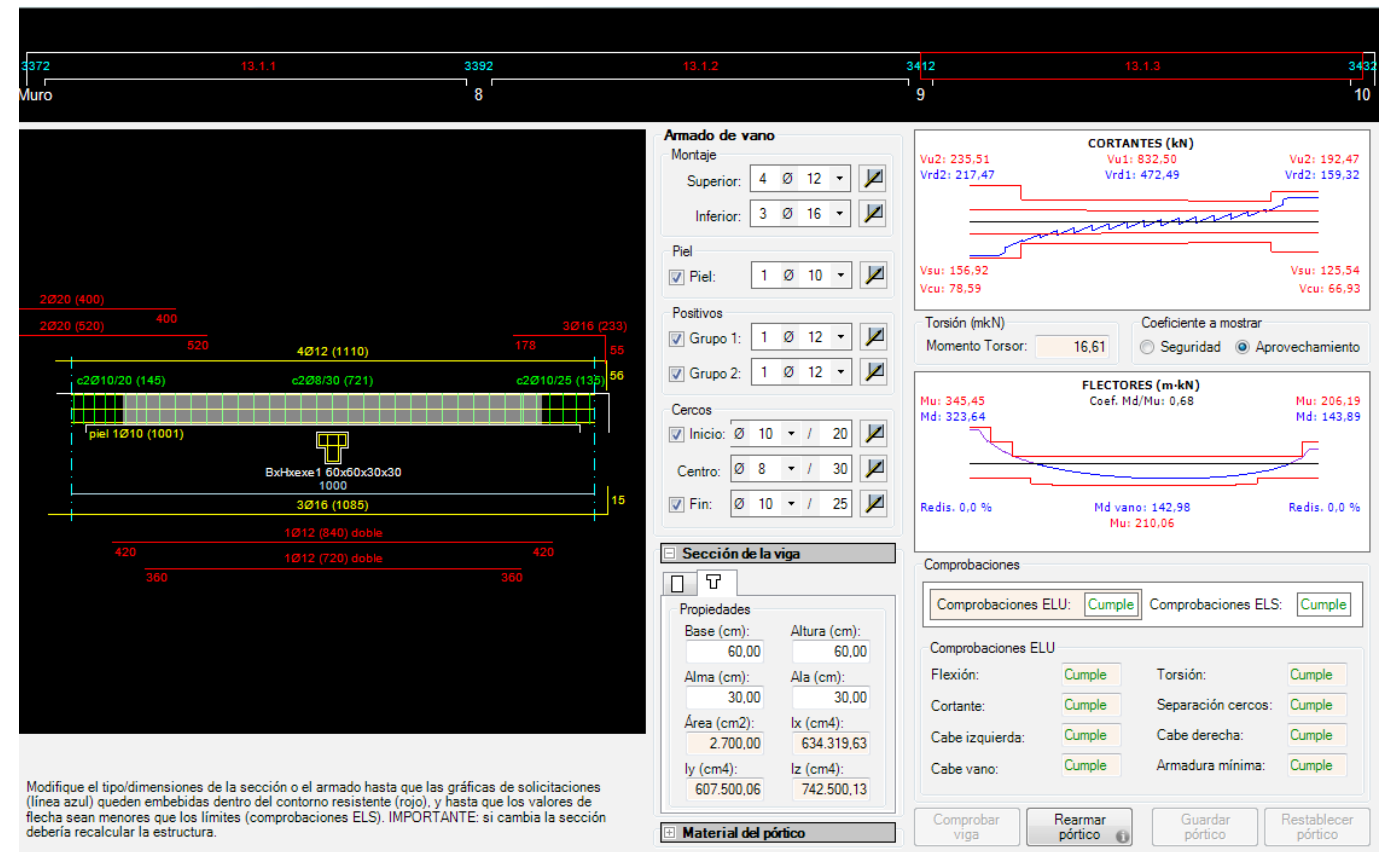 3372 13.1.1 3392 13.1.2 3412 13.1.3 3432
Muro 8 9 10
2Ø20 (400)
400
2Ø20 (520)
520
3Ø16 (233)
178
55
4Ø12 (1110)
56
c2Ø10/20 (145) c2Ø8/30 (721) c2Ø10/25 (135)
piel 1Ø10 (1001)
BxHxexe1 60x60x30x30
1000
3Ø16 (1085)
15
1Ø12 (840) doble
420 420
1Ø12 (720) doble
360 360
Modifique el tipo/dimensiones de la sección o el armado hasta que las gráficas de solicitaciones
(línea azul) queden embebidas dentro del contorno resistente (rojo), y hasta que los valores de
flecha sean menores que los límites (comprobaciones ELS). IMPORTANTE: si cambia la sección
debería recalcular la estructura.
Armado de vano
Montaje
Superior: 4 Ø 12
Inferior: 3 Ø 16
Piel
Piel: 1 Ø 10
Positivos
Grupo 1: 1 Ø 12
Grupo 2: 1 Ø 12
Cercos
Inicio: Ø 10 / 20
Centro: Ø 8 / 30
Fin: Ø 10 / 25
Sección de la viga
Propiedades
Base (cm): Altura (cm):
60,00 60,00
Alma (cm): Ala (cm):
30,00 30,00
Área (cm2): Ix (cm4):
2.700,00 634.319,63
Iy (cm4): Iz (cm4):
607.500,06 742.500,13
Material del pórtico
CORTANTES (kN)
Vu2: 235,51 Vu1: 832.50 Vu2: 192,47
Vrd2: 217,47 Vrd1: 472,49 Vrd2: 159,32
Vsu: 156,92 Vsu: 125,54
Vcu: 78,59 Vcu: 66,93
Torsión (mkN)
Momento Torsor: 16,61
Coeficiente a mostrar
Seguridad Aprovechamiento
FLECTORES (m·kN)
Mu: 345,45 Coef. Md/Mu: 0,68 Mu: 206,19
Md: 323,64 Md: 143,89
Redis. 0,0 % Md vano: 142,98 Redis. 0,0 %
Mu: 210,06
Comprobaciones
Comprobaciones ELU: Cumple Comprobaciones ELS: Cumple
Comprobaciones ELU
Flexión: Cumple Torsión: Cumple
Cortante: Cumple Separación cercos: Cumple
Cabe izquierda: Cumple Cabe derecha: Cumple
Cabe vano: Cumple Armadura mínima: Cumple
Comprobar viga
Rearmar pórtico
Guardar pórtico
Restablecer pórtico